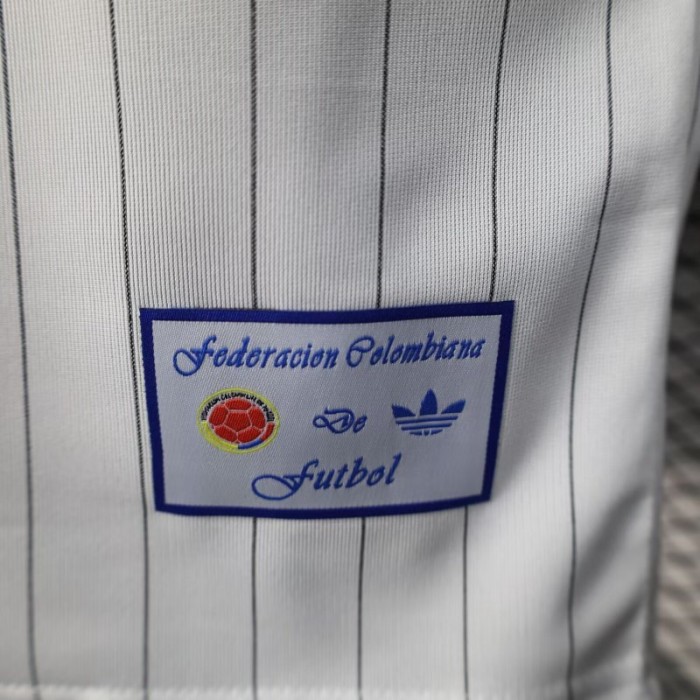 Federacion Colombiana
De
Futbol